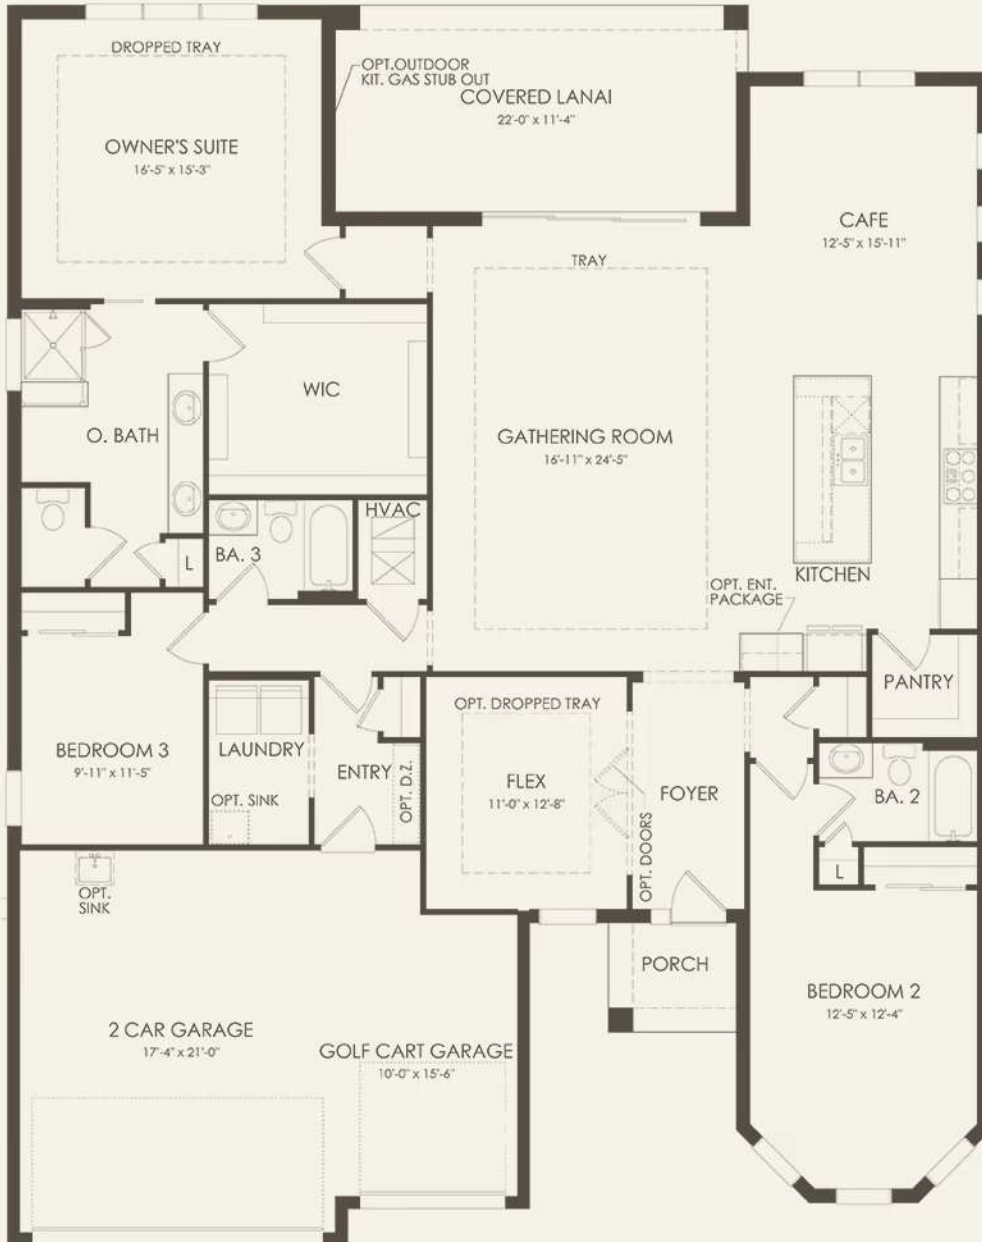 DROPPED TRAY
OWNER'S SUITE
16'-5" x 15'-3"
OPT.OUTDOOR
KIT. GAS STUB OUT
COVERED LANAI
22'-0" x 11'-4"
CAFE
12'-5" x 15'-11"
TRAY
GATHERING ROOM
16'-11" x 24'-5"
WIC
O. BATH
L
BA. 3
HVAC
KITCHEN
OPT. ENT.
PACKAGE
PANTRY
BEDROOM 3
9'-11" x 11'-5"
LAUNDRY
OPT. SINK
ENTRY
OPT. D.Z.
OPT. DROPPED TRAY
FLEX
11'-0" x 12'-8"
OPT. DOORS
FOYER
BA. 2
L
OPT.
SINK
PORCH
BEDROOM 2
12'-5" x 12'-4"
2 CAR GARAGE
17'-4" x 21'-0"
GOLF CART GARAGE
10'-0" x 15'-6"